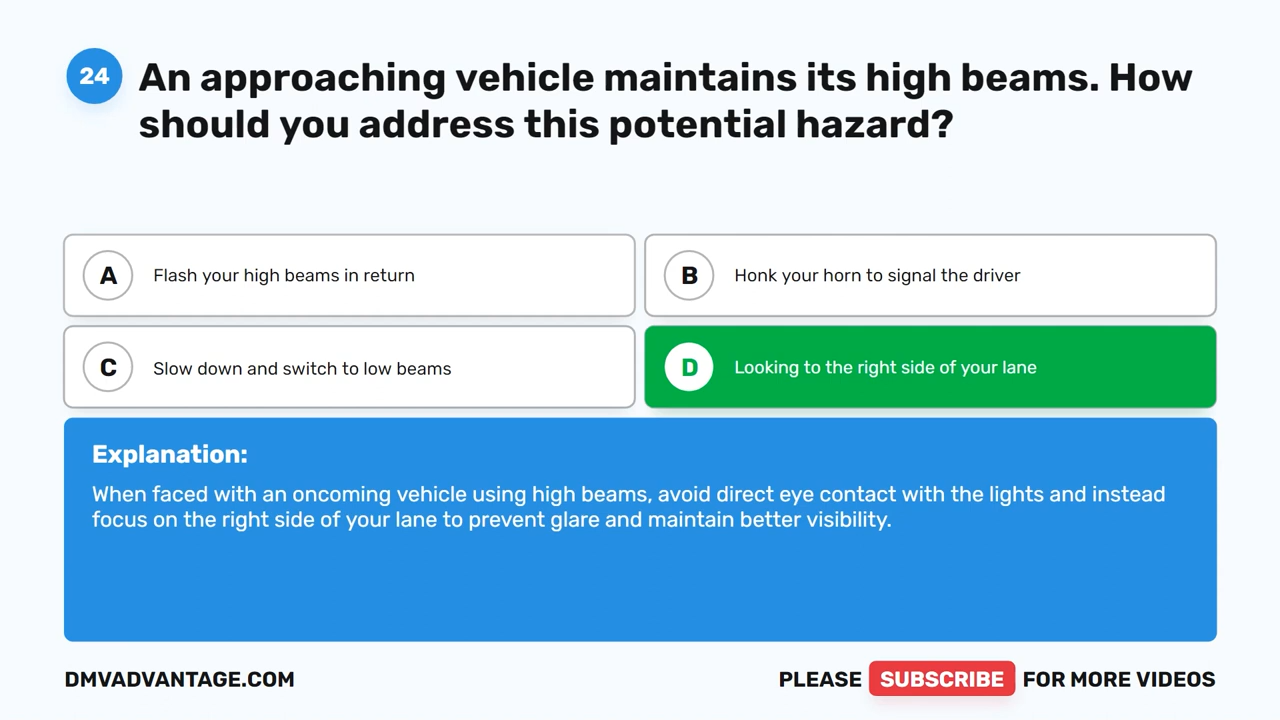 24
An approaching vehicle maintains its high beams. How
should you address this potential hazard?
A Flash your high beams in return
B Honk your horn to signal the driver
C Slow down and switch to low beams
D Looking to the right side of your lane
Explanation:
When faced with an oncoming vehicle using high beams, avoid direct eye contact with the lights and instead
focus on the right side of your lane to prevent glare and maintain better visibility.
DMVADVANTAGE.COM
PLEASE SUBSCRIBE FOR MORE VIDEOS